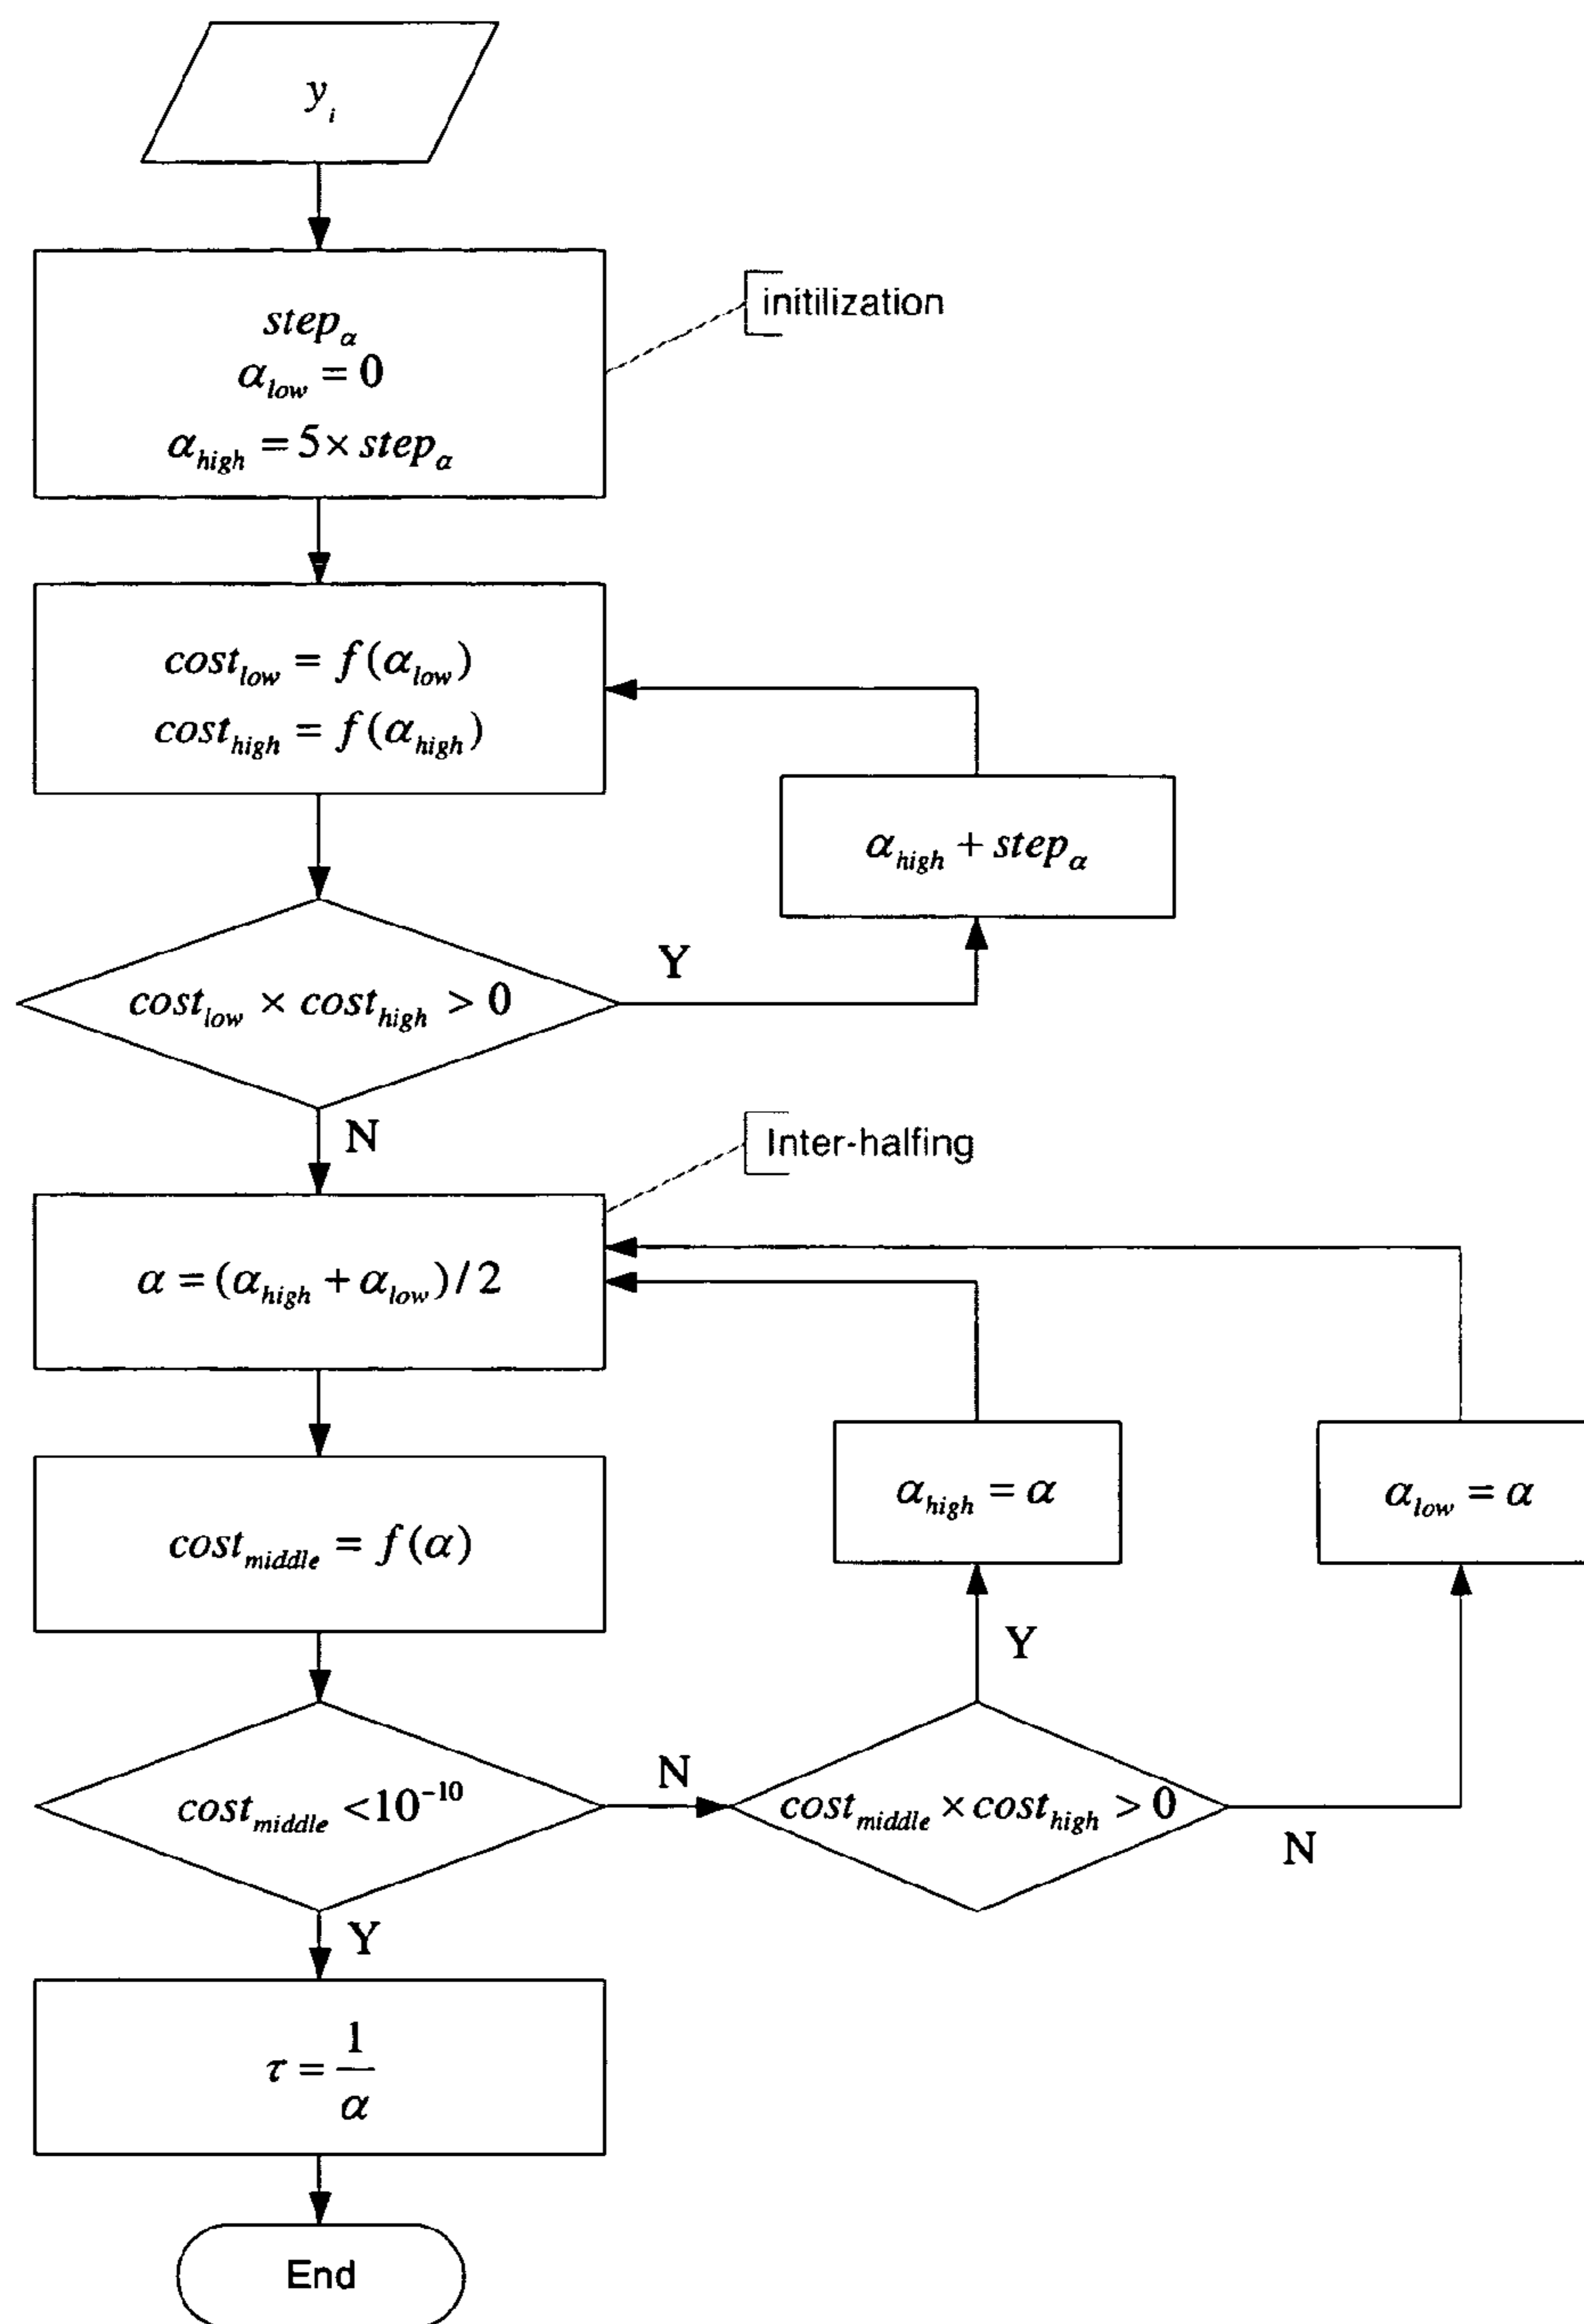 y_i
step_α
α_low = 0
α_high = 5 × step_α
initilization
cost_low = f(α_low)
cost_high = f(α_high)
α_high + step_α
cost_low × cost_high > 0
Y
N
Inter-halfing
α = (α_high + α_low) / 2
α_high = α
α_low = α
cost_middle = f(α)
Y
cost_middle <10^-10
N
cost_middle × cost_high > 0
N
Y
τ = 1/α
End